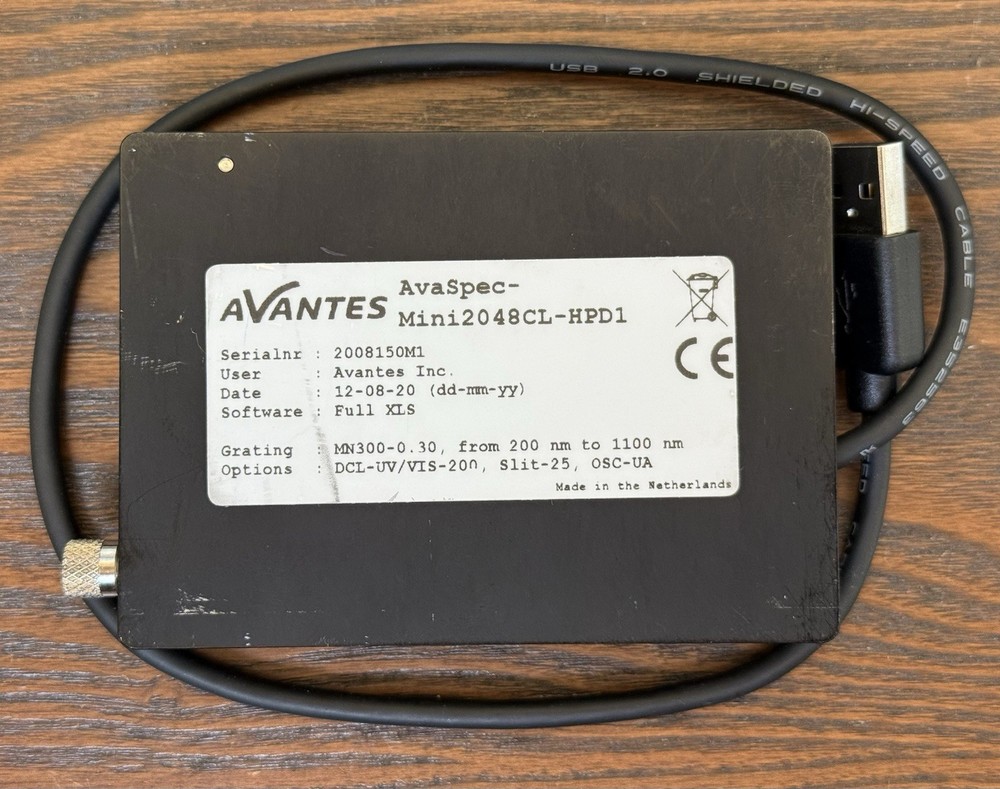 USB 2.0 SHIELDED HI-SPEED CABLE E352563
AVANTES
AvaSpec-
Mini2048CL-HPD1
CE
Serialnr : 2008150M1
User : Avantes Inc.
Date : 12-08-20 (dd-mm-yy)
Software : Full XLS
Grating : MN300-0.30, from 200 nm to 1100 nm
Options : DCL-UV/VIS-200, Slit-25, OSC-UA
Made in the Netherlands